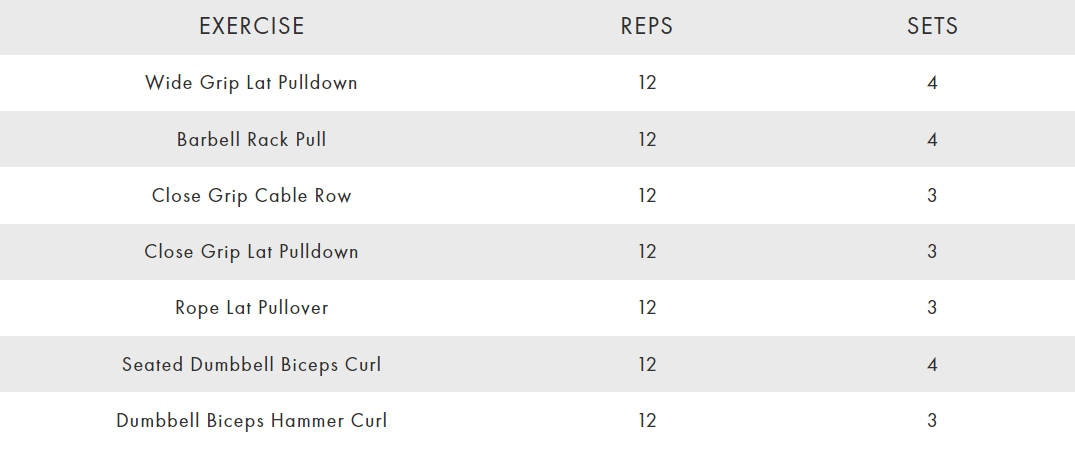 EXERCISE REPS SETS
Wide Grip Lat Pulldown 12 4
Barbell Rack Pull 12 4
Close Grip Cable Row 12 3
Close Grip Lat Pulldown 12 3
Rope Lat Pullover 12 3
Seated Dumbbell Biceps Curl 12 4
Dumbbell Biceps Hammer Curl 12 3